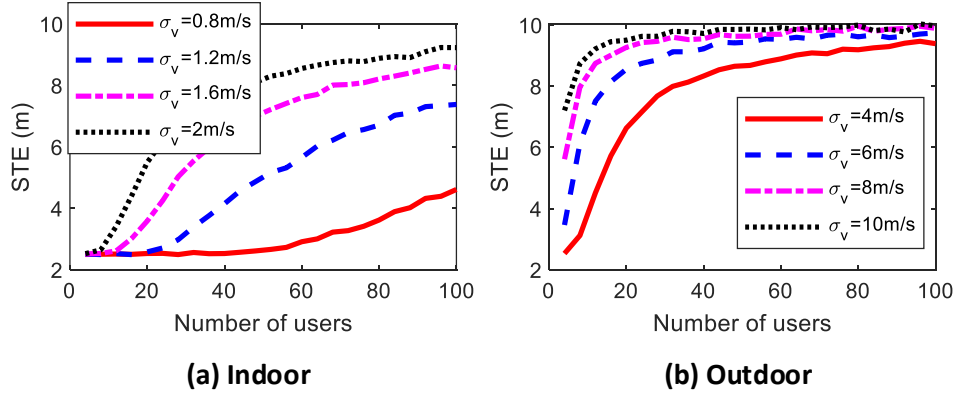 σv=0.8m/s
σv=1.2m/s
σv=1.6m/s
σv=2m/s
STE (m)
10
8
6
4
2
0 20 40 60 80 100
Number of users
(a) Indoor
σv=4m/s
σv=6m/s
σv=8m/s
σv=10m/s
STE (m)
10
8
6
4
2
0 20 40 60 80 100
Number of users
(b) Outdoor